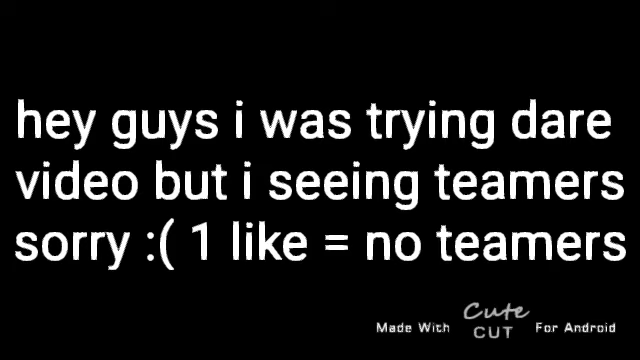 hey guys i was trying dare
video but i seeing teamers
sorry :( 1 like = no teamers
Made With Cute CUT For Android